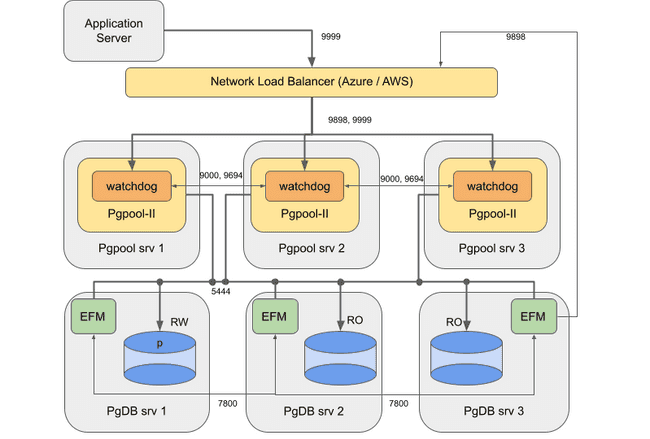 Application
Server
9999
9898
Network Load Balancer (Azure / AWS)
9898, 9999
watchdog
9000, 9694
watchdog
9000, 9694
watchdog
Pgpool-II
Pgpool-II
Pgpool-II
Pgpool srv 1
Pgpool srv 2
Pgpool srv 3
5444
EFM
RW
EFM
RO
RO
EFM
p
7800
7800
PgDB srv 1
PgDB srv 2
PgDB srv 3